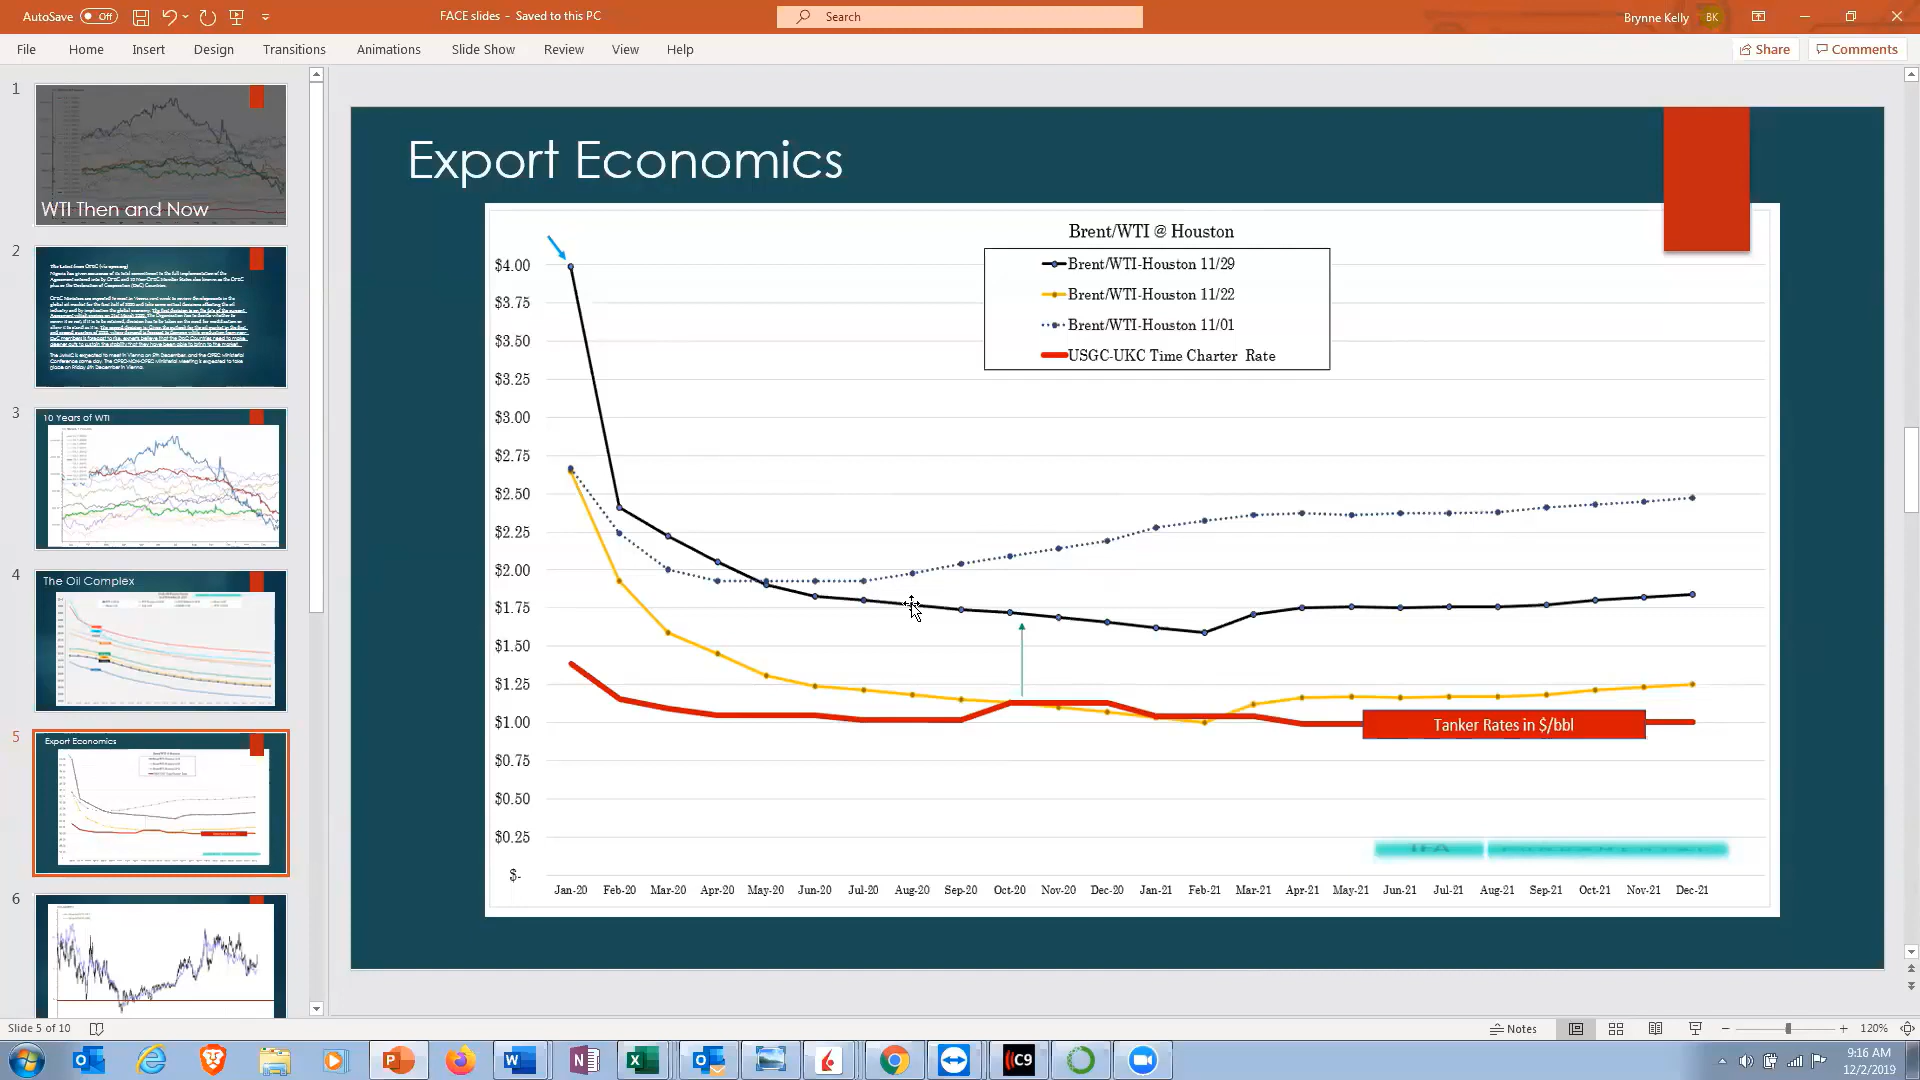 AutoSave Off
FACE slides - Saved to this PC
Search
Brynne Kelly BK
File Home Insert Design Transitions Animations Slide Show Review View Help
Share Comments
1
WTI Then and Now
2
3
10 Years of WTI
4
The Oil Complex
5
Export Economics
6
Export Economics
Brent/WTI @ Houston
Brent/WTI-Houston 11/29
Brent/WTI-Houston 11/22
Brent/WTI-Houston 11/01
USGC-UKC Time Charter Rate
$4.00
$3.75
$3.50
$3.25
$3.00
$2.75
$2.50
$2.25
$2.00
$1.75
$1.50
$1.25
$1.00
$0.75
$0.50
$0.25
$-
Tanker Rates in $/bbl
Jan-20 Feb-20 Mar-20 Apr-20 May-20 Jun-20 Jul-20 Aug-20 Sep-20 Oct-20 Nov-20 Dec-20 Jan-21 Feb-21 Mar-21 Apr-21 May-21 Jun-21 Jul-21 Aug-21 Sep-21 Oct-21 Nov-21 Dec-21
Slide 5 of 10
Notes
120%
9:16 AM
12/2/2019